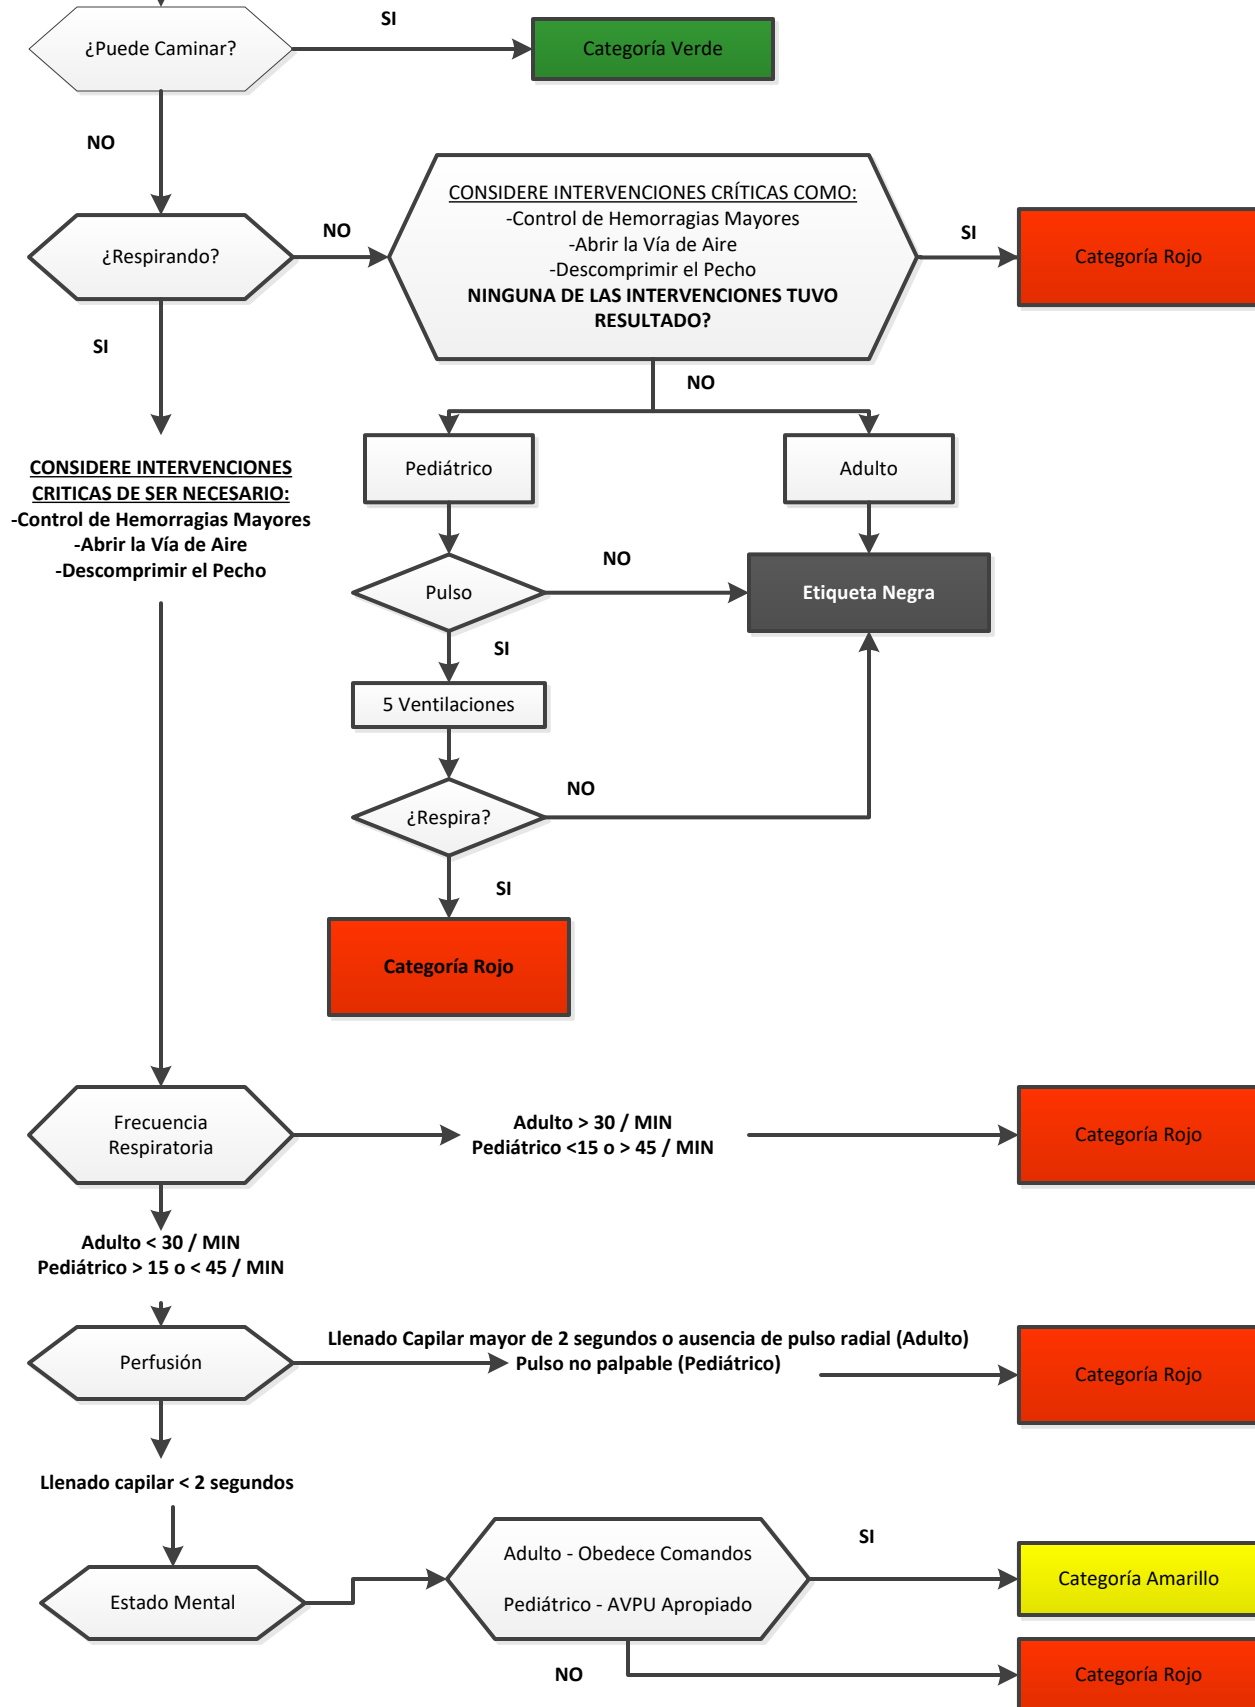 SI
¿Puede Caminar?
Categoría Verde
NO
CONSIDERE INTERVENCIONES CRÍTICAS COMO:
-Control de Hemorragias Mayores
-Abrir la Vía de Aire
-Descomprimir el Pecho
NINGUNA DE LAS INTERVENCIONES TUVO
RESULTADO?
¿Respirando?
NO
SI
Categoría Rojo
SI
NO
Pediátrico
Adulto
CONSIDERE INTERVENCIONES
CRITICAS DE SER NECESARIO:
-Control de Hemorragias Mayores
-Abrir la Vía de Aire
-Descomprimir el Pecho
Pulso
NO
Etiqueta Negra
SI
5 Ventilaciones
¿Respira?
NO
SI
Categoría Rojo
Frecuencia
Respiratoria
Adulto > 30 / MIN
Pediátrico <15 o > 45 / MIN
Categoría Rojo
Adulto < 30 / MIN
Pediátrico > 15 o < 45 / MIN
Perfusión
Llenado Capilar mayor de 2 segundos o ausencia de pulso radial (Adulto)
Pulso no palpable (Pediátrico)
Categoría Rojo
Llenado capilar < 2 segundos
Estado Mental
Adulto - Obedece Comandos
Pediátrico - AVPU Apropiado
SI
Categoría Amarillo
NO
Categoría Rojo